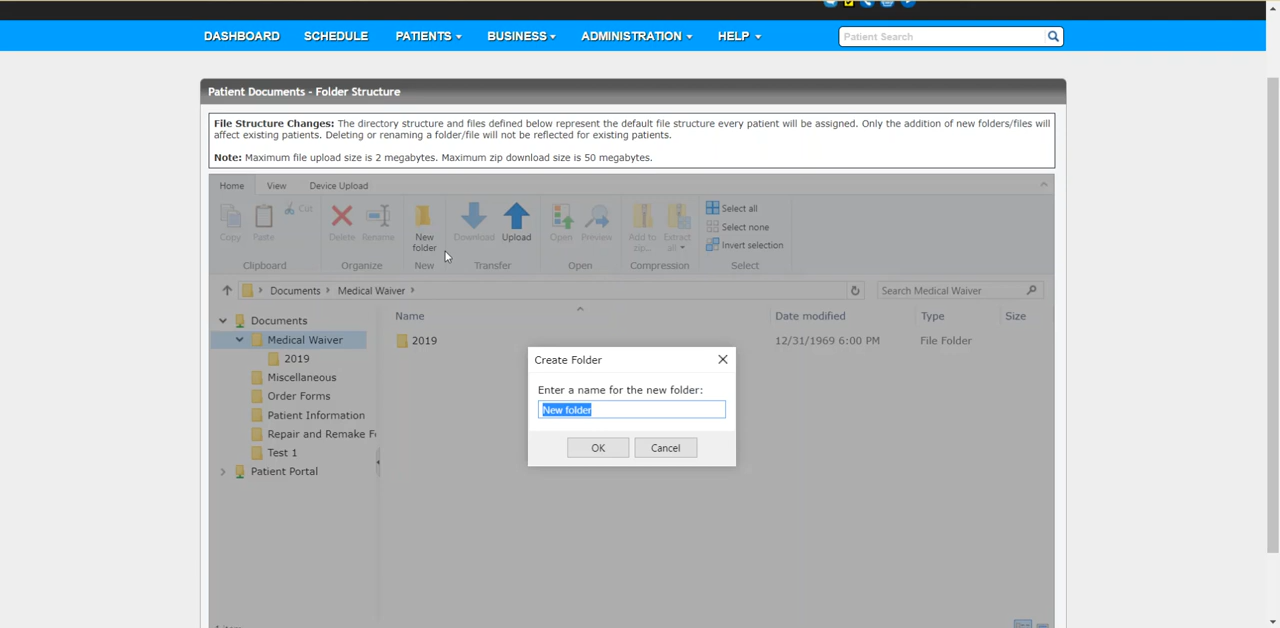 DASHBOARD SCHEDULE PATIENTS BUSINESS ADMINISTRATION HELP Patient Search
Patient Documents - Folder Structure
File Structure Changes: The directory structure and files defined below represent the default file structure every patient will be assigned. Only the addition of new folders/files will
affect existing patients. Deleting or renaming a folder/file will not be reflected for existing patients.
Note: Maximum file upload size is 2 megabytes. Maximum zip download size is 50 megabytes.
Home View Device Upload
Copy Paste Cut Delete Rename New folder Download Upload Open Preview Add to zip... Extract all Select all
Select none
Invert selection
Clipboard Organize New Transfer Open Compression Select
Documents Medical Waiver Search Medical Waiver
Documents
Medical Waiver
2019
Miscellaneous
Order Forms
Patient Information
Repair and Remake F
Test 1
Patient Portal
Name Date modified Type Size
2019 12/31/1969 6:00 PM File Folder
Create Folder
Enter a name for the new folder:
New folder
OK Cancel